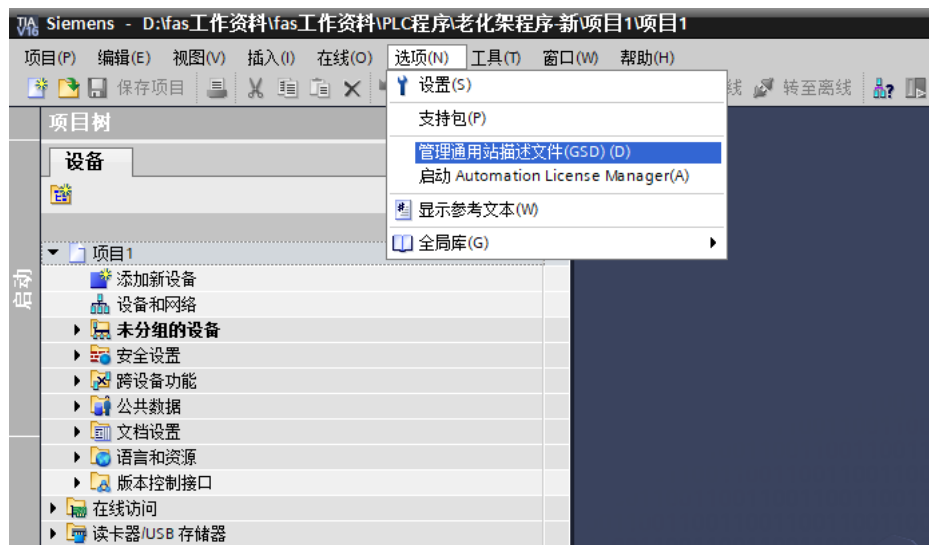 TIA V16 Siemens - D:\fas工作资料\fas工作资料\PLC程序\老化架程序-新\项目1\项目1
项目(P) 编辑(E) 视图(V) 插入(I) 在线(O) 选项(N) 工具(T) 窗口(W) 帮助(H)
保存项目 线 转至离线
设置(S)
支持包(P)
管理通用站描述文件(GSD) (D)
启动 Automation License Manager(A)
显示参考文本(W)
全局库(G)
项目树
设备
启动
项目1
添加新设备
设备和网络
未分组的设备
安全设置
跨设备功能
公共数据
文档设置
语言和资源
版本控制接口
在线访问
读卡器/USB 存储器